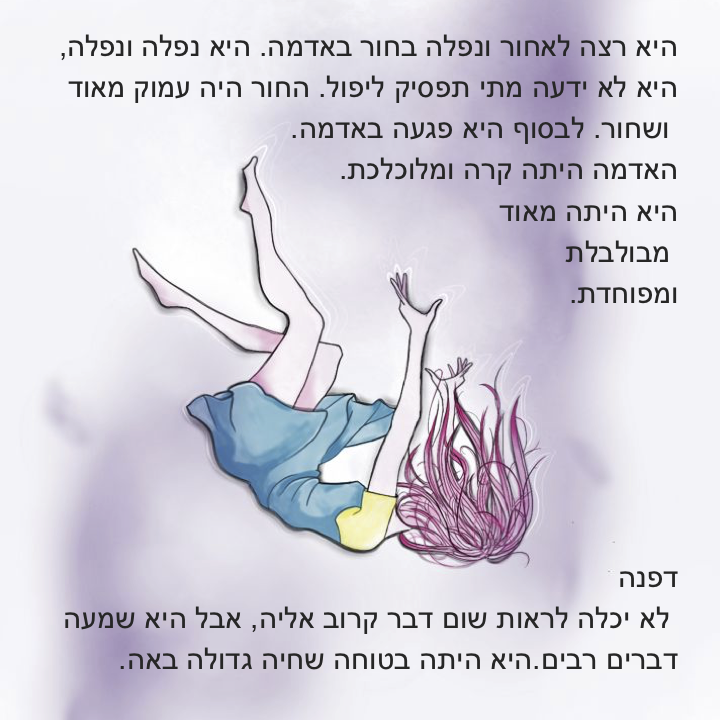 היא רצה לאחור ונפלה בחור באדמה. היא נפלה ונפלה,
היא לא ידעה מתי תפסיק ליפול. החור היה עמוק מאוד
ושחור. לבסוף היא פגעה באדמה.
האדמה היתה קרה ומלוכלכת.
היא היתה מאוד
מבולבלת
ומפוחדת.
דפנה
לא יכלה לראות שום דבר קרוב אליה, אבל היא שמעה
דברים רבים.היא היתה בטוחה שחיה גדולה באה.